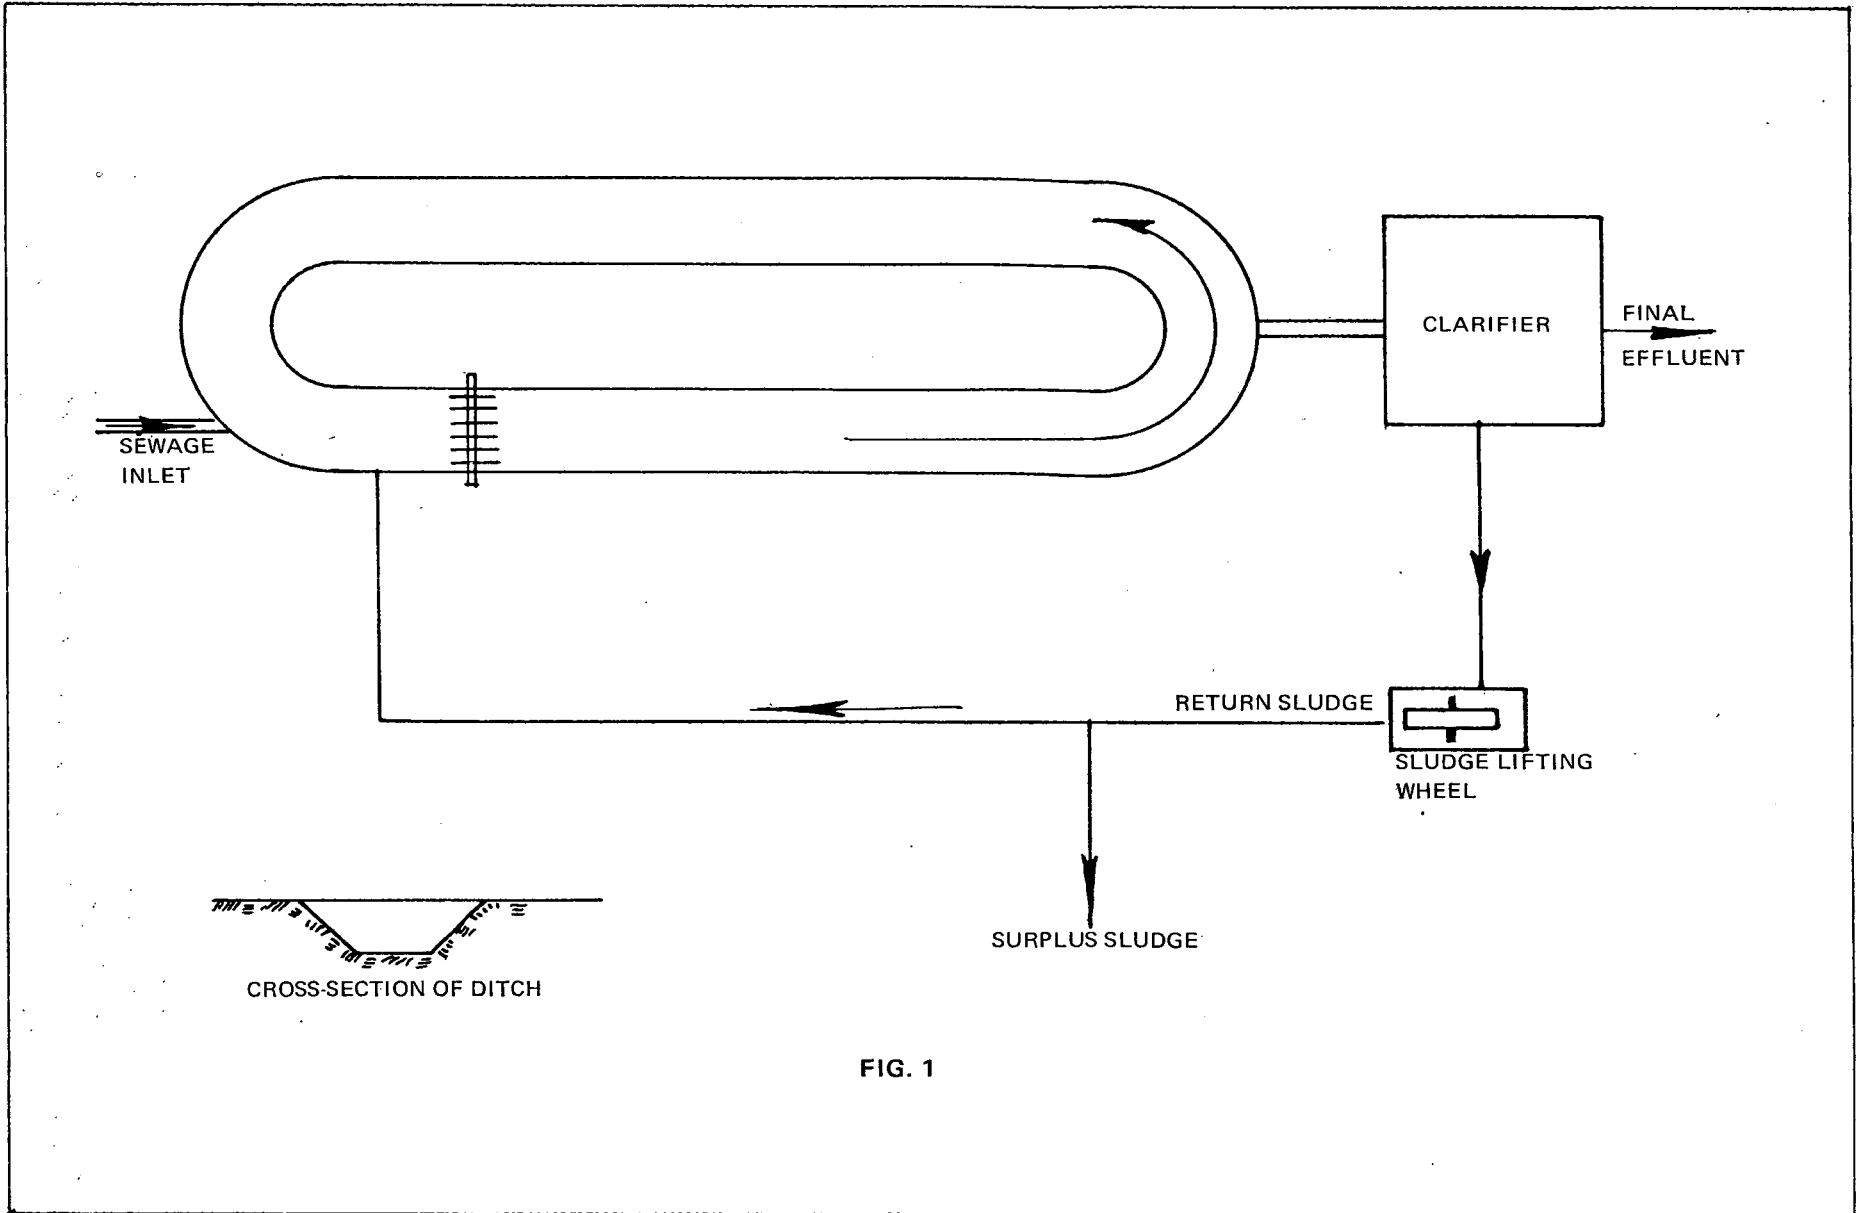 CLARIFIER
FINAL
EFFLUENT
SEWAGE
INLET
RETURN SLUDGE
SLUDGE LIFTING
WHEEL
SURPLUS SLUDGE
CROSS-SECTION OF DITCH
FIG. 1